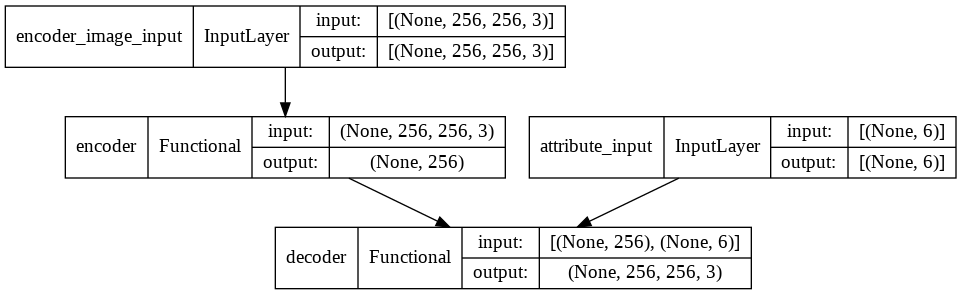 encoder_image_input InputLayer input: [(None, 256, 256, 3)]
output: [(None, 256, 256, 3)]
encoder Functional input: (None, 256, 256, 3)
output: (None, 256)
attribute_input InputLayer input: [(None, 6)]
output: [(None, 6)]
decoder Functional input: [(None, 256), (None, 6)]
output: (None, 256, 256, 3)